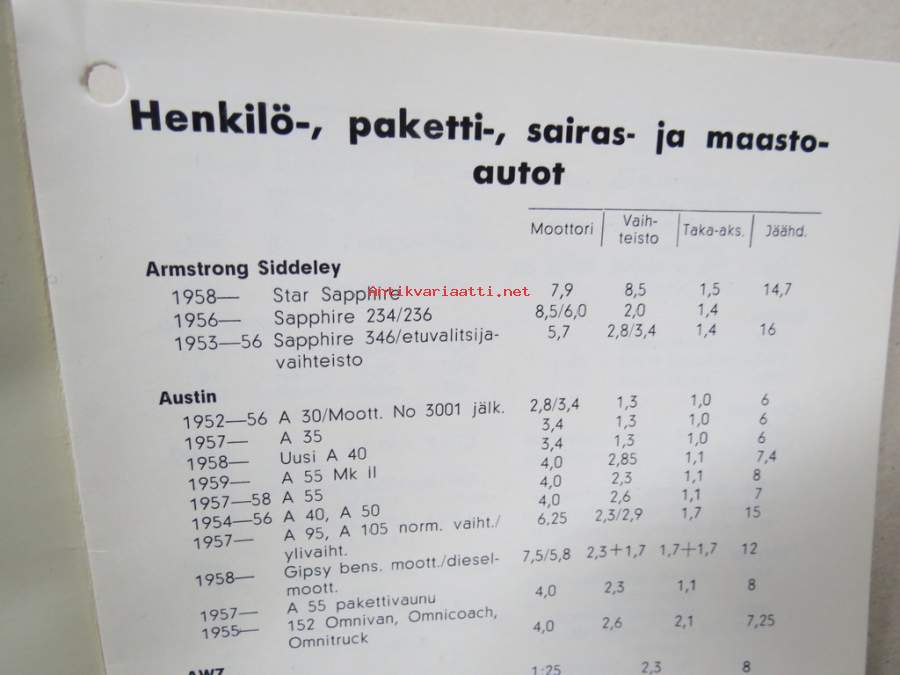 Henkilö-, paketti-, sairas- ja maasto-
autot
Moottori Vaih-teisto Taka-aks. Jäähd.
Armstrong Siddeley
1958— Star Sapphire 7,9 8,5 1,5 14,7
Antikvariaatti.net
1956— Sapphire 234/236 8,5/6,0 2,0 1,4
1953—56 Sapphire 346/etuvalitsija- 5,7 2,8/3,4 1,4 16
vaihteisto
Austin
1952—56 A 30/Moott. No 3001 jälk. 2,8/3,4 1,3 1,0 6
1957— A 35 3,4 1,3 1,0 6
1958— Uusi A 40 3,4 1,3 1,0 6
1959— A 55 Mk II 4,0 2,85 1,1 7,4
1957—58 A 55 4,0 2,3 1,1 8
1954—56 A 40, A 50 4,0 2,6 1,1 7
1957— A 95, A 105 norm. vaiht./ 6,25 2,3/2,9 1,7 15
ylivaiht.
1958— Gipsy bens. moott./diesel- 7,5/5,8 2,3+1,7 1,7+1,7 12
moott.
1957— A 55 pakettivaunu 4,0 2,3 1,1 8
1955— 152 Omnivan, Omnicoach, 4,0 2,6 2,1 7,25
Omnitruck
AWZ 1:25 2,3 8